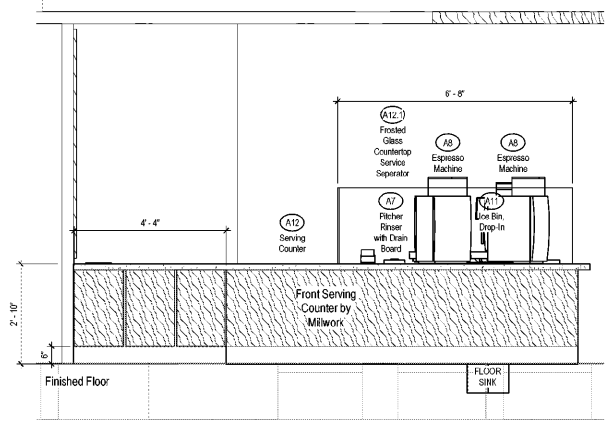 6' - 8"
A12.1
Frosted
Glass
Countertop
Service
Seperator
A8
Espresso
Machine
A8
Espresso
Machine
4' - 4"
A12
Serving
Counter
A7
Pitcher
Rinser
with Drain
Board
A11
Ice Bin,
Drop-In
2' - 10"
Front Serving
Counter by
Millwork
6"
Finished Floor
FLOOR
SINK